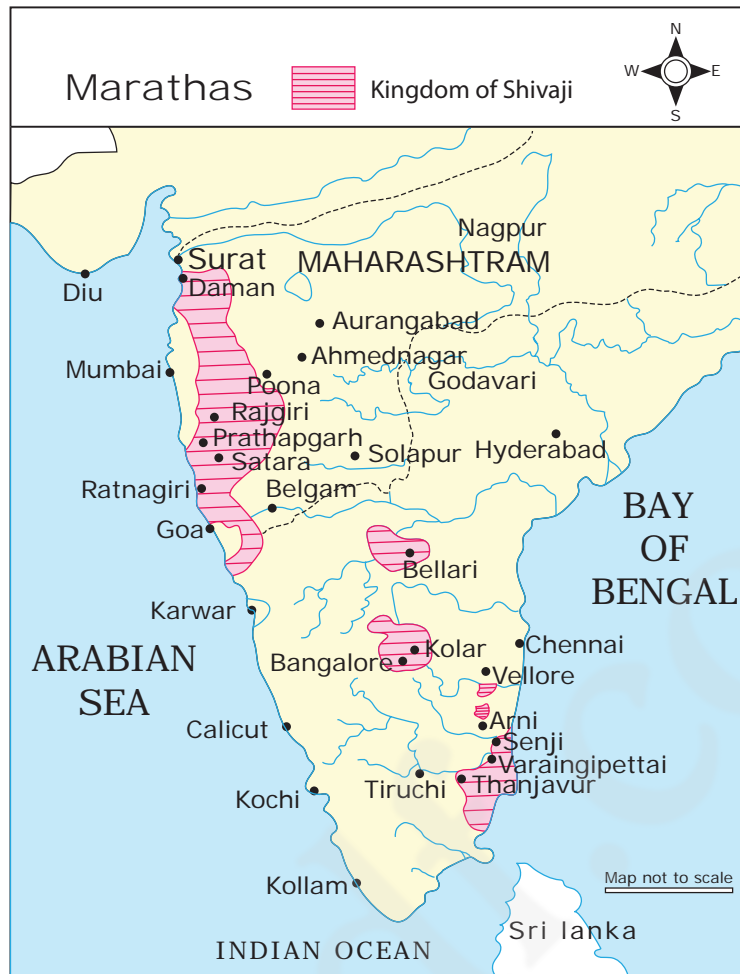 N
W E
S
Marathas
Kingdom of Shivaji
Nagpur
Surat
MAHARASHTRAM
Daman
Diu
Aurangabad
Ahmednagar
Mumbai
Poona
Godavari
Rajgiri
Prathapgarh
Hyderabad
Satara
Solapur
Ratnagiri
Belgam
Goa
BAY
OF
BENGAL
Bellari
Karwar
ARABIAN
SEA
Kolar
Chennai
Bangalore
Vellore
Calicut
Arni
Senji
Varaingipettai
Tiruchi
Thanjavur
Kochi
Kollam
Map not to scale
Sri lanka
INDIAN OCEAN